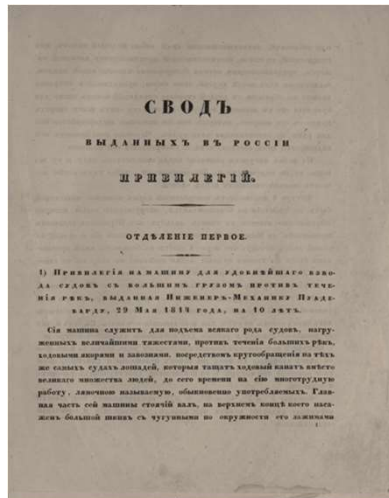 СВОДЪ
ВЫДАННЫХЪ ВЪ РОССІИ
ПРИВИЛЕГІЙ.
ОТДѢЛЕНІЕ ПЕРВОЕ.
1) ПРИВИЛЕГІЯ НА МАШИНУ ДЛЯ УДОБНѢЙШАГО ВЗВО-
ДА СУДОКЪ СЪ БОЛЬШИМЪ ГРУЗОМЪ ПРОТИВЪ ТЕЧЕ-
НІЯ РѢКЪ, ВЫДАННАЯ ИНЖЕНЕР-МЕХАНИКУ ПУАДЕ-
БАРДУ, 29 МАЯ 1814 ГОДА, НА 10 ЛѢТЪ.
Сія машина служитъ для подъема всякаго рода судокъ, нагру-
женныхъ величайшими тяжестями, противъ теченія большихъ рѣкъ,
ходовыми якорями и завознями, посредствомъ кругообращенія на тѣхъ
же самыхъ судахъ лошадей, которыя тащатъ ходовый канатъ вмѣсто
великаго множества людей, до сего времени на сію многотрудную
работу, лямочною называемую, обыкновенно употребляемыхъ. Глав-
ная часть сей машины стоячій валъ, на верхнемъ концѣ коего наса-
женъ большой шкивъ съ чугунными по окружности его зажимами